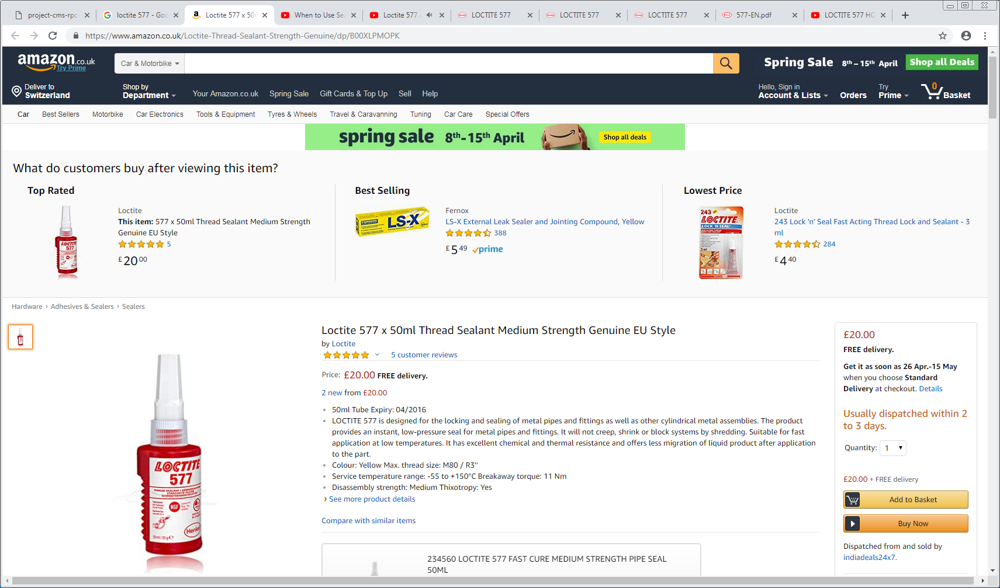 project-cms-rpc-
loctite 577 - Goo
Loctite 577 x 50m
When to Use Sea
Loctite 577 a
LOCTITE 577
LOCTITE 577
LOCTITE 577
577-EN.pdf
LOCTITE 577 HO
https://www.amazon.co.uk/Loctite-Thread-Sealant-Strength-Genuine/dp/B00XLPMOPK
amazon.co.uk
Try Prime
Car & Motorbike
Spring Sale 8th – 15th April Shop all Deals
Deliver to
Switzerland
Shop by
Department
Your Amazon.co.uk Spring Sale Gift Cards & Top Up Sell Help
Hello, Sign in
Account & Lists
Orders
Try
Prime
0
Basket
Car Best Sellers Motorbike Car Electronics Tools & Equipment Tyres & Wheels Travel & Caravanning Tuning Car Care Special Offers
spring sale 8th-15th April Shop all deals
What do customers buy after viewing this item?
Top Rated
LOCTITE
577
Loctite
This item: 577 x 50ml Thread Sealant Medium Strength
Genuine EU Style
5
£20 00
Best Selling
FERNOX
LS-X
Fernox
LS-X External Leak Sealer and Jointing Compound, Yellow
388
£5 49 prime
Lowest Price
243
LOCTITE
LOCK 'N' SEAL
Loctite
243 Lock 'n' Seal Fast Acting Thread Lock and Sealant - 3
ml
284
£4 40
Hardware › Adhesives & Sealers › Sealers
LOCTITE
577
NSF
Henkel
Loctite 577 x 50ml Thread Sealant Medium Strength Genuine EU Style
by Loctite
5 customer reviews
Price: £20.00 FREE delivery.
2 new from £20.00
• 50ml Tube Expiry: 04/2016
• LOCTITE 577 is designed for the locking and sealing of metal pipes and fittings as well as other cylindrical metal assemblies. The product
provides an instant, low-pressure seal for metal pipes and fittings. It will not creep, shrink or block systems by shredding. Suitable for fast
application at low temperatures. It has excellent chemical and thermal resistance and offers less migration of liquid product after application
to the part.
• Colour: Yellow Max. thread size: M80 / R3"
• Service temperature range: -55 to +150°C Breakaway torque: 11 Nm
• Disassembly strength: Medium Thixotropy: Yes
› See more product details
Compare with similar items
234560 LOCTITE 577 FAST CURE MEDIUM STRENGTH PIPE SEAL
50ML
£20.00
FREE delivery.
Get it as soon as 26 Apr.-15 May
when you choose Standard
Delivery at checkout. Details
Usually dispatched within 2
to 3 days.
Quantity: 1
£20.00 + FREE delivery
Add to Basket
Buy Now
Dispatched from and sold by
indiadeals24x7.